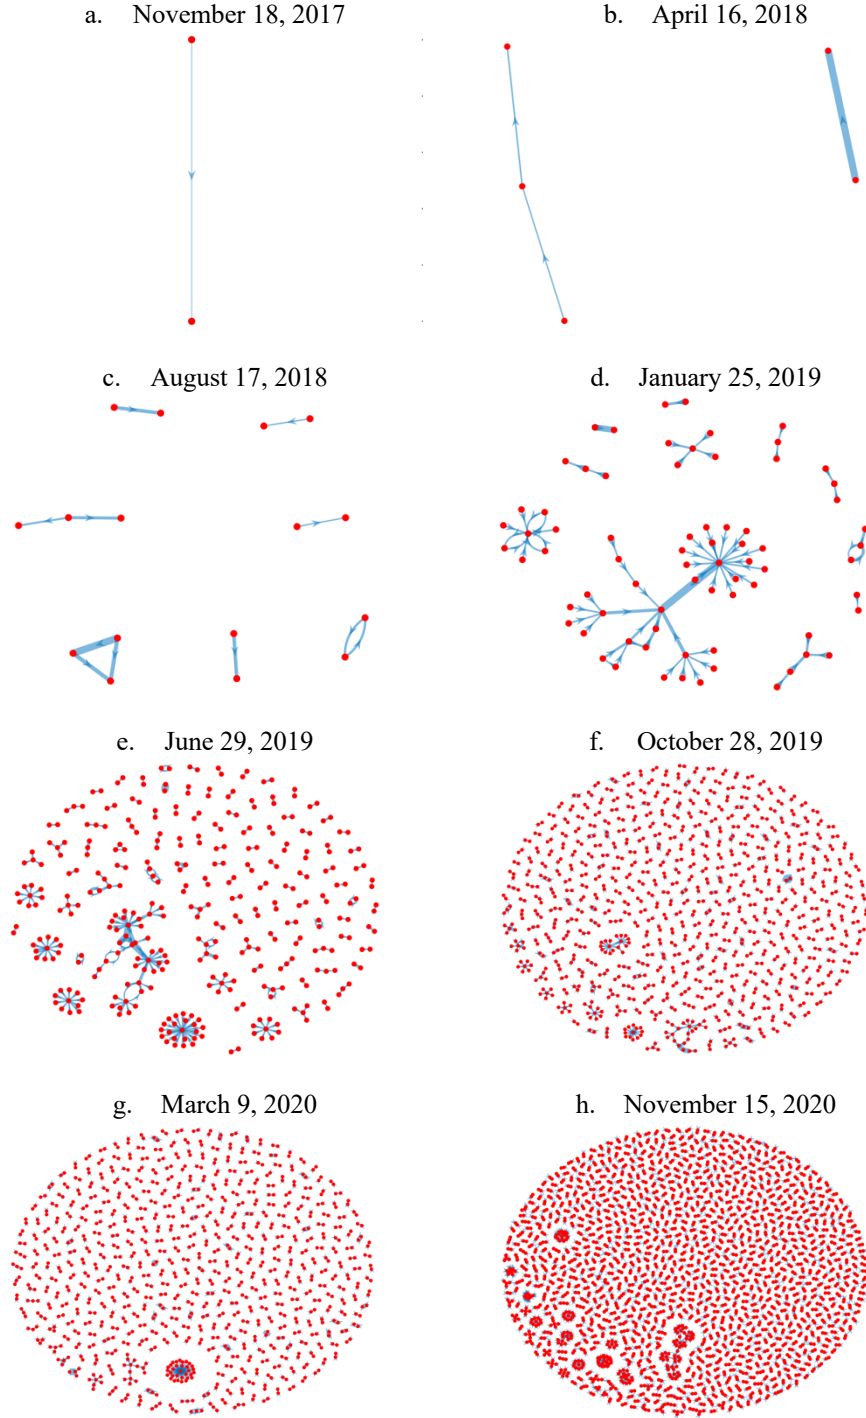 a. November 18, 2017
b. April 16, 2018
c. August 17, 2018
d. January 25, 2019
e. June 29, 2019
f. October 28, 2019
g. March 9, 2020
h. November 15, 2020